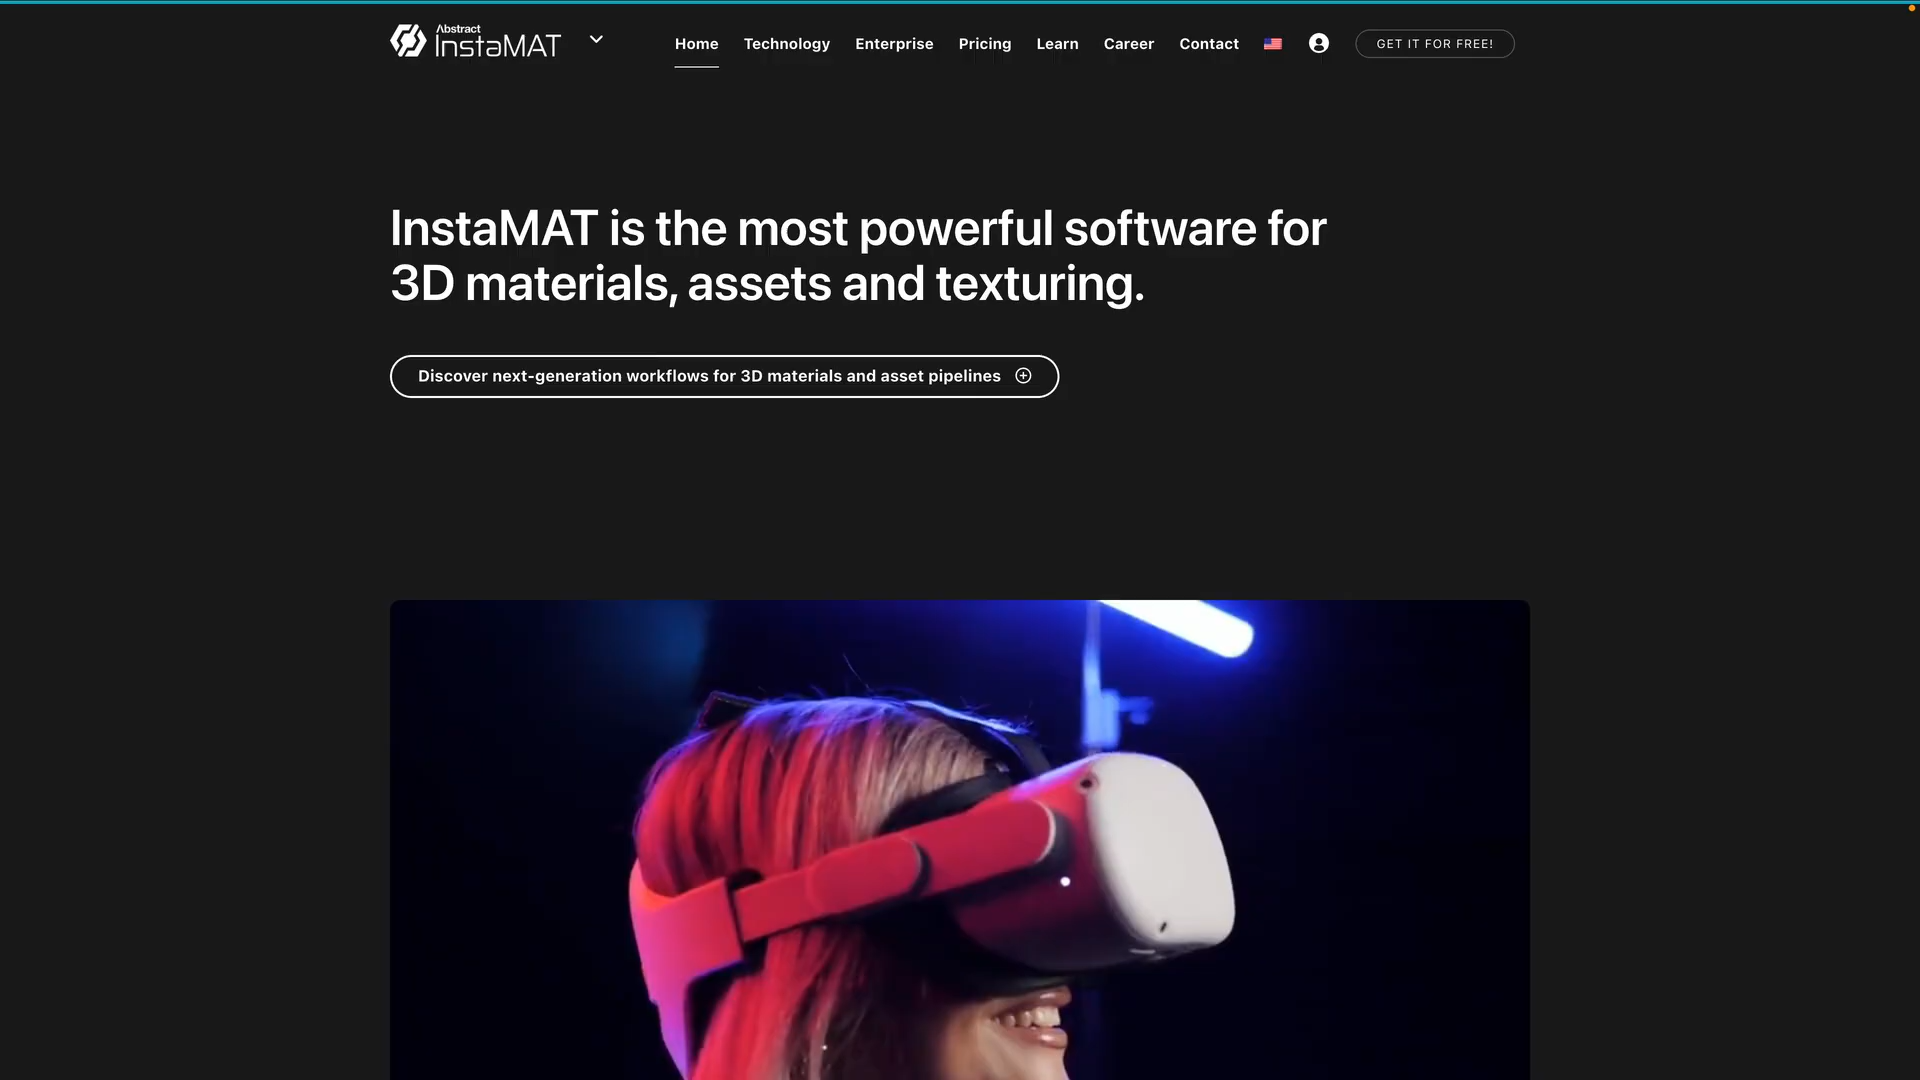 Abstract
InstaMAT
Home Technology Enterprise Pricing Learn Career Contact GET IT FOR FREE!
InstaMAT is the most powerful software for
3D materials, assets and texturing.
Discover next-generation workflows for 3D materials and asset pipelines